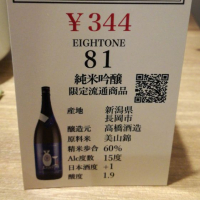 ¥344
EIGHTONE
81
純米吟醸
限定流通商品
産地 新潟県
長岡市
醸造元 高橋酒造
原料米 美山錦
精米歩合 60%
Alc度数 15度
日本酒度 +1
酸度 1.9